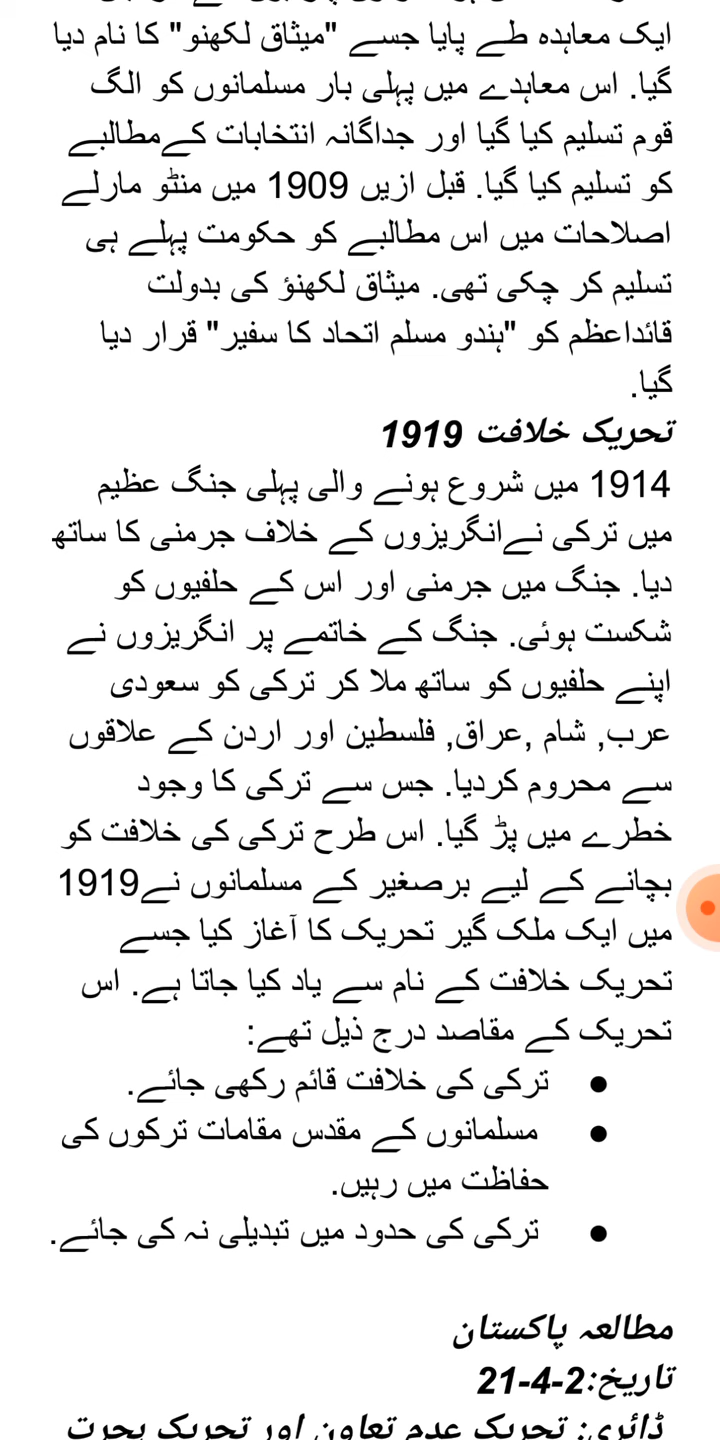 ایک معاہدہ طے پایا جسے "میثاق لکھنو" کا نام دیا
گیا. اس معاہدے میں پہلی بار مسلمانوں کو الگ
قوم تسلیم کیا گیا اور جداگانہ انتخابات کےمطالبے
کو تسلیم کیا گیا. قبل ازیں 1909 میں منٹو مارلے
اصلاحات میں اس مطالبے کو حکومت پہلے ہی
تسلیم کر چکی تھی. میثاق لکھنؤ کی بدولت
قائداعظم کو "ہندو مسلم اتحاد کا سفیر" قرار دیا
گیا.
تحریک خلافت 1919
1914 میں شروع ہونے والی پہلی جنگ عظیم
میں ترکی نےانگریزوں کے خلاف جرمنی کا ساتھ
دیا. جنگ میں جرمنی اور اس کے حلفیوں کو
شکست ہوئی. جنگ کے خاتمے پر انگریزوں نے
اپنے حلفیوں کو ساتھ ملا کر ترکی کو سعودی
عرب, شام ,عراق, فلسطین اور اردن کے علاقوں
سے محروم کردیا. جس سے ترکی کا وجود
خطرے میں پڑ گیا. اس طرح ترکی کی خلافت کو
بچانے کے لیے برصغیر کے مسلمانوں نے1919
میں ایک ملک گیر تحریک کا آغاز کیا جسے
تحریک خلافت کے نام سے یاد کیا جاتا ہے. اس
تحریک کے مقاصد درج ذیل تھے:
● ترکی کی خلافت قائم رکھی جائے.
● مسلمانوں کے مقدس مقامات ترکوں کی
حفاظت میں رہیں.
● ترکی کی حدود میں تبدیلی نہ کی جائے.
مطالعہ پاکستان
تاریخ:2-4-21
ڈائری: تحریک عدم تعاون اور تحریک ہجرت